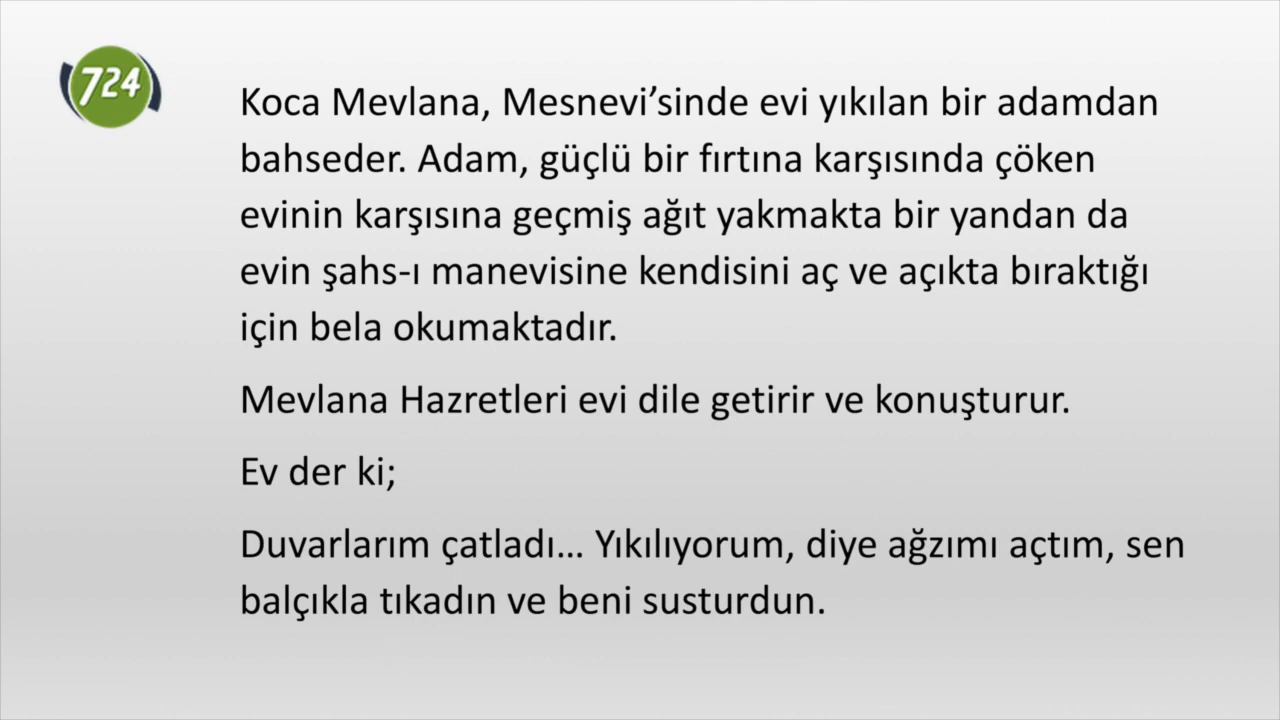 724
Koca Mevlana, Mesnevi’sinde evi yıkılan bir adamdan
bahseder. Adam, güçlü bir fırtına karşısında çöken
evinin karşısına geçmiş ağıt yakmakta bir yandan da
evin şahs-ı manevisine kendisini aç ve açıkta bıraktığı
için bela okumaktadır.
Mevlana Hazretleri evi dile getirir ve konuşturur.
Ev der ki;
Duvarlarım çatladı… Yıkılıyorum, diye ağzımı açtım, sen
balçıkla tıkadın ve beni susturdun.